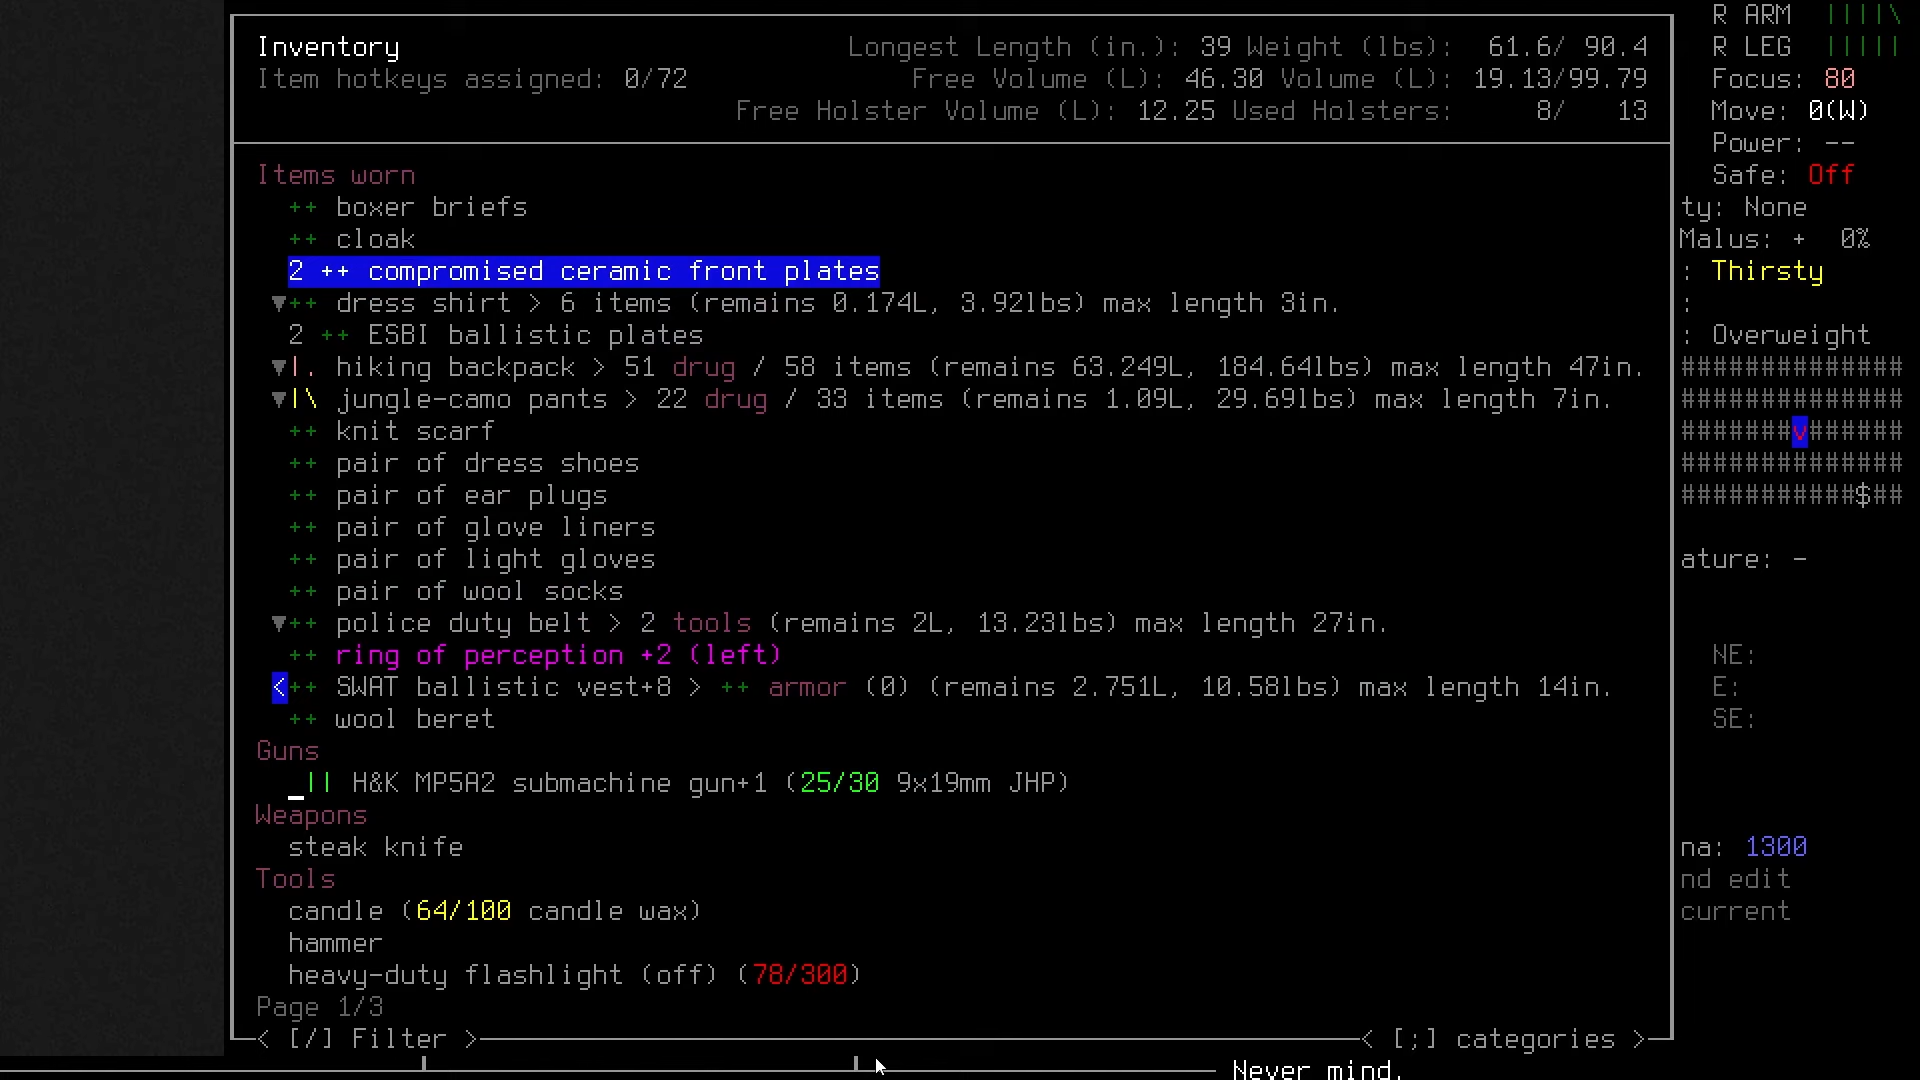 Inventory
Longest Length (in.): 39 Weight (lbs): 61.6/ 90.4
Item hotkeys assigned: 0/72
Free Volume (L): 46.30 Volume (L): 19.13/99.79
Free Holster Volume (L): 12.25 Used Holsters: 8/ 13
Items worn
++ boxer briefs
++ cloak
2 ++ compromised ceramic front plates
▼++ dress shirt > 6 items (remains 0.174L, 3.92lbs) max length 3in.
2 ++ ESBI ballistic plates
▼|. hiking backpack > 51 drug / 58 items (remains 63.249L, 184.64lbs) max length 47in.
▼|\ jungle-camo pants > 22 drug / 33 items (remains 1.09L, 29.69lbs) max length 7in.
++ knit scarf
++ pair of dress shoes
++ pair of ear plugs
++ pair of glove liners
++ pair of light gloves
++ pair of wool socks
▼++ police duty belt > 2 tools (remains 2L, 13.23lbs) max length 27in.
++ ring of perception +2 (left)
<++ SWAT ballistic vest+8 > ++ armor (0) (remains 2.751L, 10.58lbs) max length 14in.
++ wool beret
Guns
_|| H&K MP5A2 submachine gun+1 (25/30 9x19mm JHP)
Weapons
steak knife
Tools
candle (64/100 candle wax)
hammer
heavy-duty flashlight (off) (78/300)
Page 1/3
< [/] Filter >
< [;] categories >
R ARM ||||\
R LEG |||||
Focus: 80
Move: 0(W)
Power: --
Safe: Off
ty: None
Malus: + 0%
: Thirsty
:
: Overweight
##############
##############
#######v######
##############
###########$##
ature: -
NE:
E:
SE:
na: 1300
nd edit
current
Never mind.